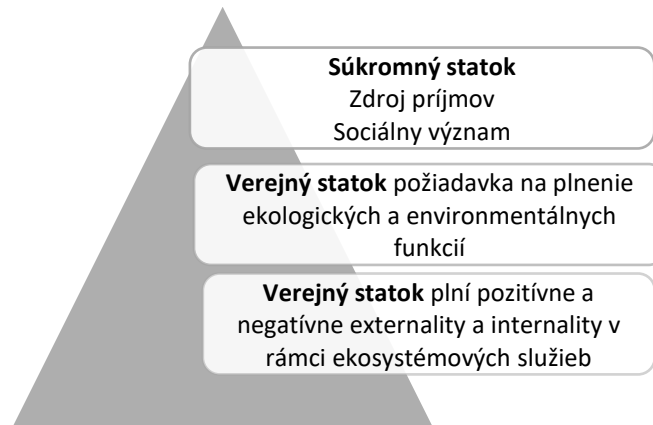 Súkromný statok
Zdroj príjmov
Sociálny význam
Verejný statok požiadavka na plnenie
ekologických a environmentálnych
funkcií
Verejný statok plní pozitívne a
negatívne externality a internality v
rámci ekosystémových služieb